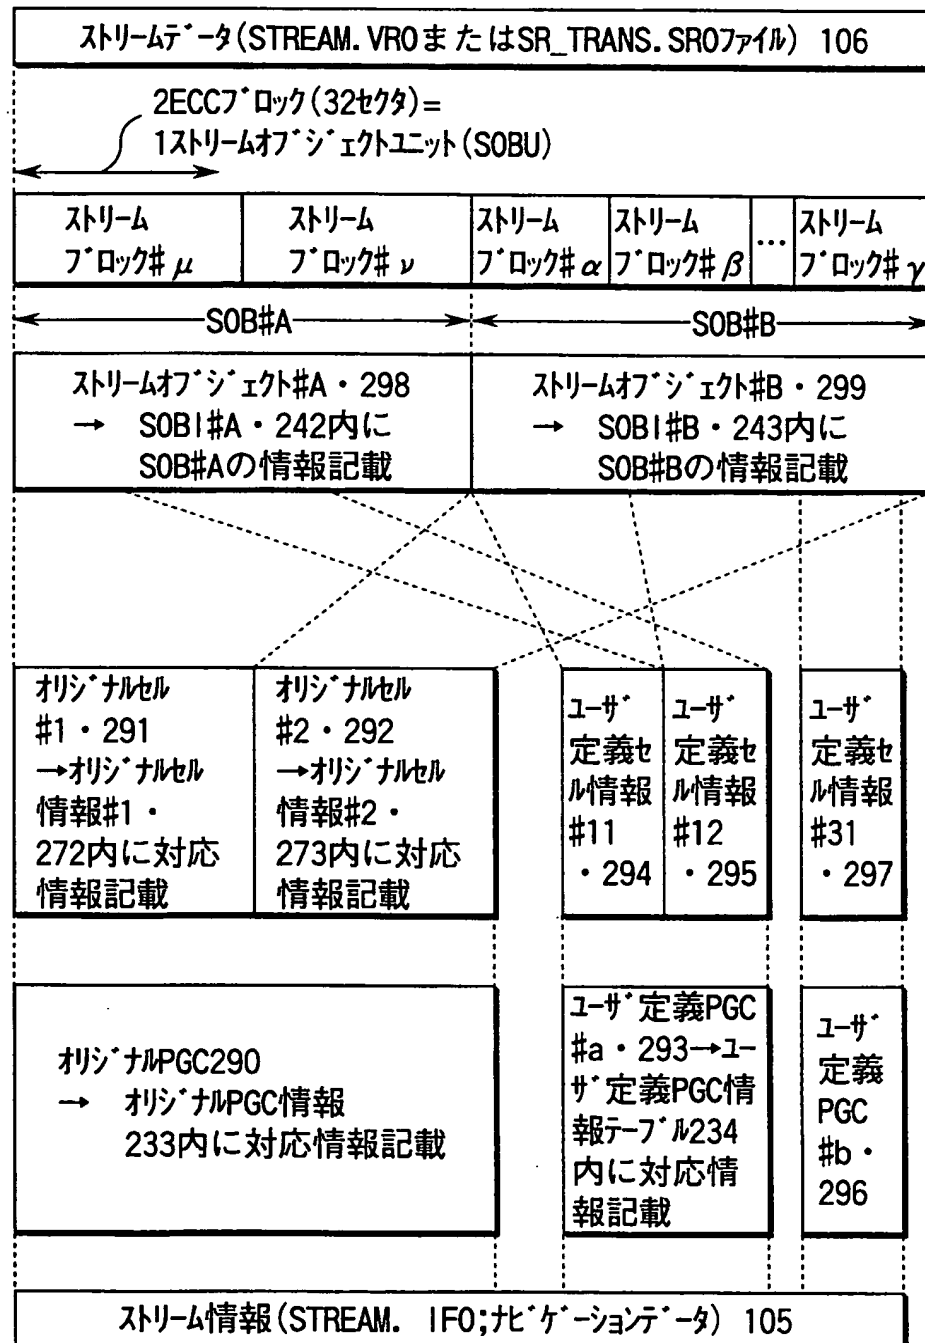 ストリームデータ(STREAM.VROまたはSR_TRANS.SROファイル) 106
2ECCブロック(32セクタ)=
1ストリームオブジェクトユニット(SOBU)
ストリーム
ブロック#μ
ストリーム
ブロック#ν
ストリーム
ブロック#α
ストリーム
ブロック#β
...
ストリーム
ブロック#γ
SOB#A
SOB#B
ストリームオブジェクト#A・298
→ SOBI#A・242内に
SOB#Aの情報記載
ストリームオブジェクト#B・299
→ SOBI#B・243内に
SOB#Bの情報記載
オリジナルセル
#1・291
→オリジナルセル
情報#1・
272内に対応
情報記載
オリジナルセル
#2・292
→オリジナルセル
情報#2・
273内に対応
情報記載
ユーザ
定義セ
ル情報
#11
・294
ユーザ
定義セ
ル情報
#12
・295
ユーザ
定義セ
ル情報
#31
・297
オリジナルPGC290
→ オリジナルPGC情報
233内に対応情報記載
ユーザ定義PGC
#a・293→ユー
ザ定義PGC情
報テーブル234
内に対応情
報記載
ユーザ
定義
PGC
#b・
296
ストリーム情報(STREAM. IFO;ナビゲーションデータ) 105